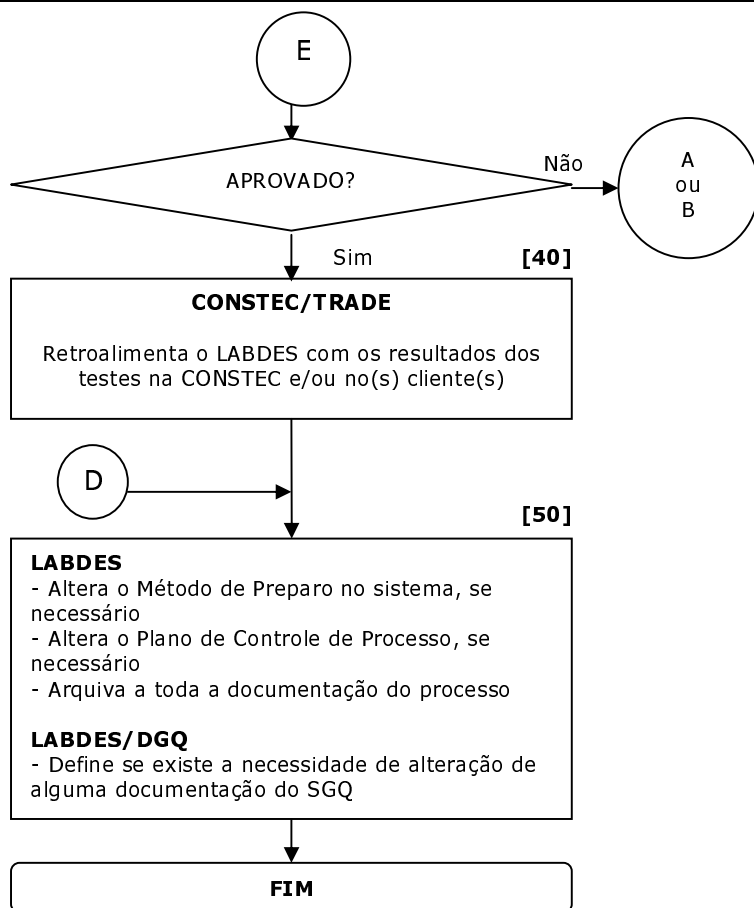 E
APROVADO?
Não
A
ou
B
Sim
[40]
CONSTEC/TRADE
Retroalimenta o LABDES com os resultados dos
testes na CONSTEC e/ou no(s) cliente(s)
D
[50]
LABDES
- Altera o Método de Preparo no sistema, se
necessário
- Altera o Plano de Controle de Processo, se
necessário
- Arquiva a toda a documentação do processo
LABDES/DGQ
- Define se existe a necessidade de alteração de
alguma documentação do SGQ
FIM